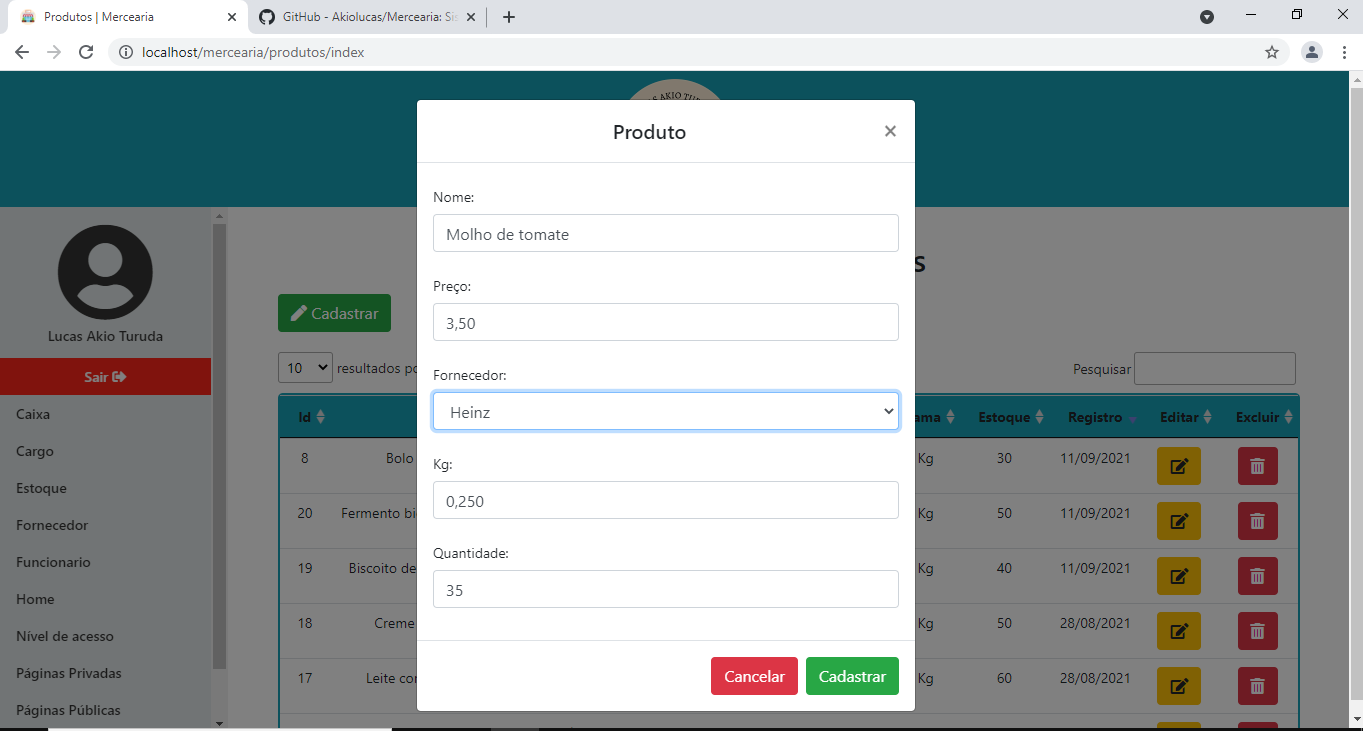 Produtos | Mercearia
GitHub - Akiolucas/Mercearia: Sis
localhost/mercearia/produtos/index
AKIO
Produto
×
Nome:
Molho de tomate
Preço:
3,50
Fornecedor:
Heinz
Kg:
0,250
Quantidade:
35
Cancelar
Cadastrar
s
Cadastrar
10 resultados po
Pesquisar
Lucas Akio Turuda
Sair
Caixa
Cargo
Estoque
Fornecedor
Funcionario
Home
Nível de acesso
Páginas Privadas
Páginas Públicas
Id ama Estoque Registro Editar Excluir
8 Bolo Kg 30 11/09/2021
20 Fermento bi Kg 50 11/09/2021
19 Biscoito de Kg 40 11/09/2021
18 Creme Kg 50 28/08/2021
17 Leite con Kg 60 28/08/2021